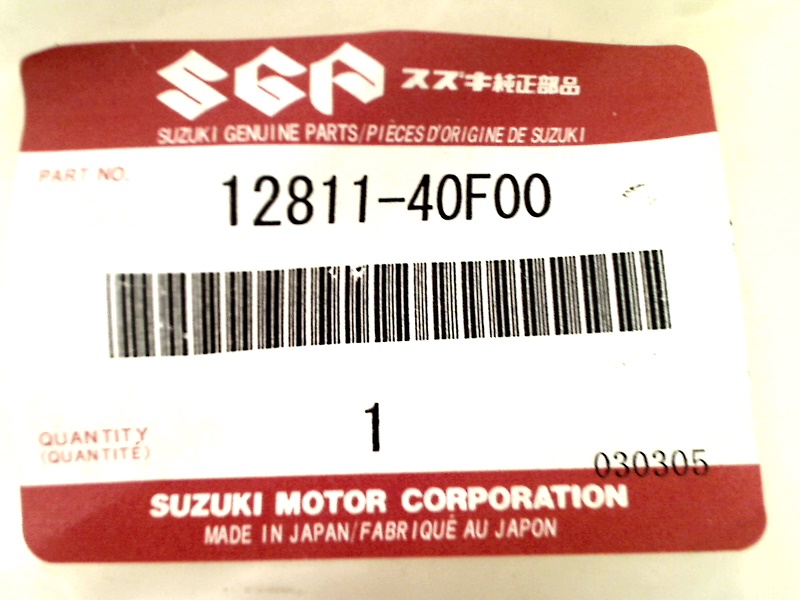 SGP スズキ純正部品
SUZUKI GENUINE PARTS/PIÈCES D'ORIGINE DE SUZUKI
PART NO.
12811-40F00
1
QUANTITY
(QUANTITÉ)
030305
SUZUKI MOTOR CORPORATION
MADE IN JAPAN/FABRIQUÉ AU JAPON